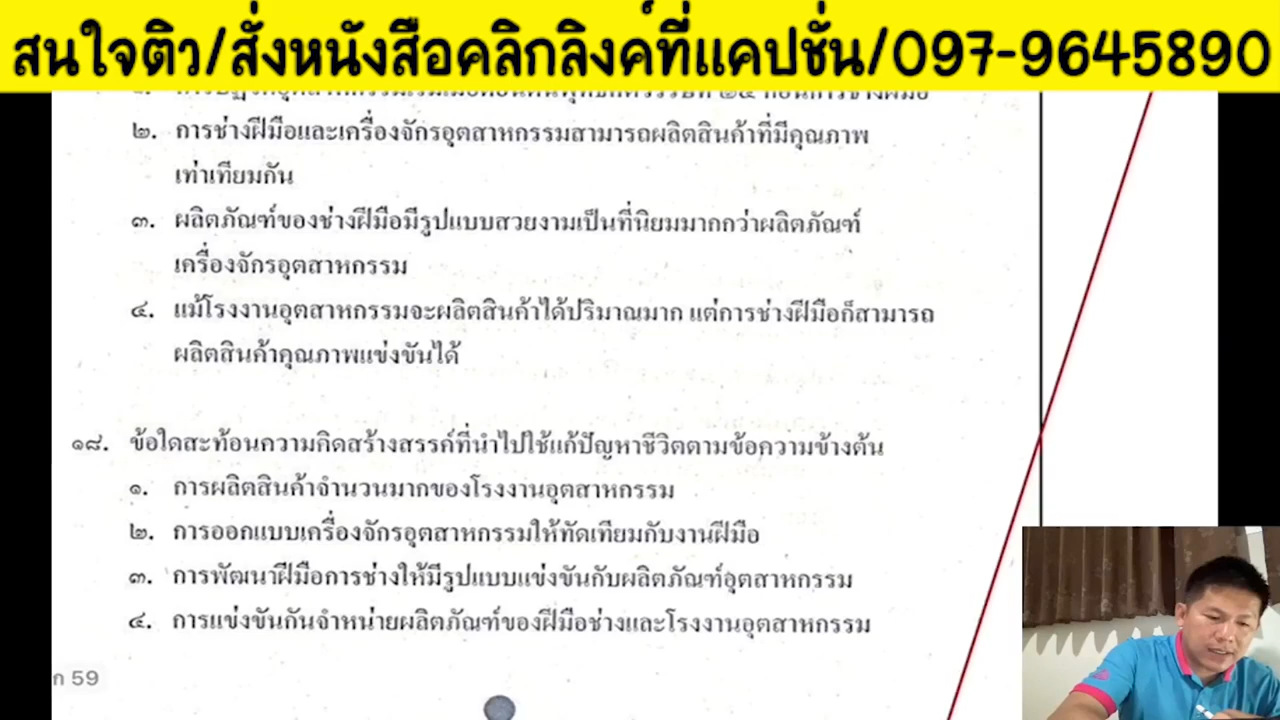 สนใจติว/สั่งหนังสือคลิกลิงค์ที่แคปชั่น/097-9645890
๒. การช่างฝีมือและเครื่องจักรอุตสาหกรรมสามารถผลิตสินค้าที่มีคุณภาพ
เท่าเทียมกัน
๓. ผลิตภัณฑ์ของช่างฝีมือมีรูปแบบสวยงามเป็นที่นิยมมากกว่าผลิตภัณฑ์
เครื่องจักรอุตสาหกรรม
๔. แม้โรงงานอุตสาหกรรมจะผลิตสินค้าได้ปริมาณมาก แต่การช่างฝีมือก็สามารถ
ผลิตสินค้าคุณภาพแข่งขันได้
๑๘. ข้อใดสะท้อนความคิดสร้างสรรค์ที่นำไปใช้แก้ปัญหาชีวิตตามข้อความข้างต้น
๑. การผลิตสินค้าจำนวนมากของโรงงานอุตสาหกรรม
๒. การออกแบบเครื่องจักรอุตสาหกรรมให้ทัดเทียมกับงานฝีมือ
๓. การพัฒนาฝีมือการช่างให้มีรูปแบบแข่งขันกับผลิตภัณฑ์อุตสาหกรรม
๔. การแข่งขันกันจำหน่ายผลิตภัณฑ์ของฝีมือช่างและโรงงานอุตสาหกรรม
59